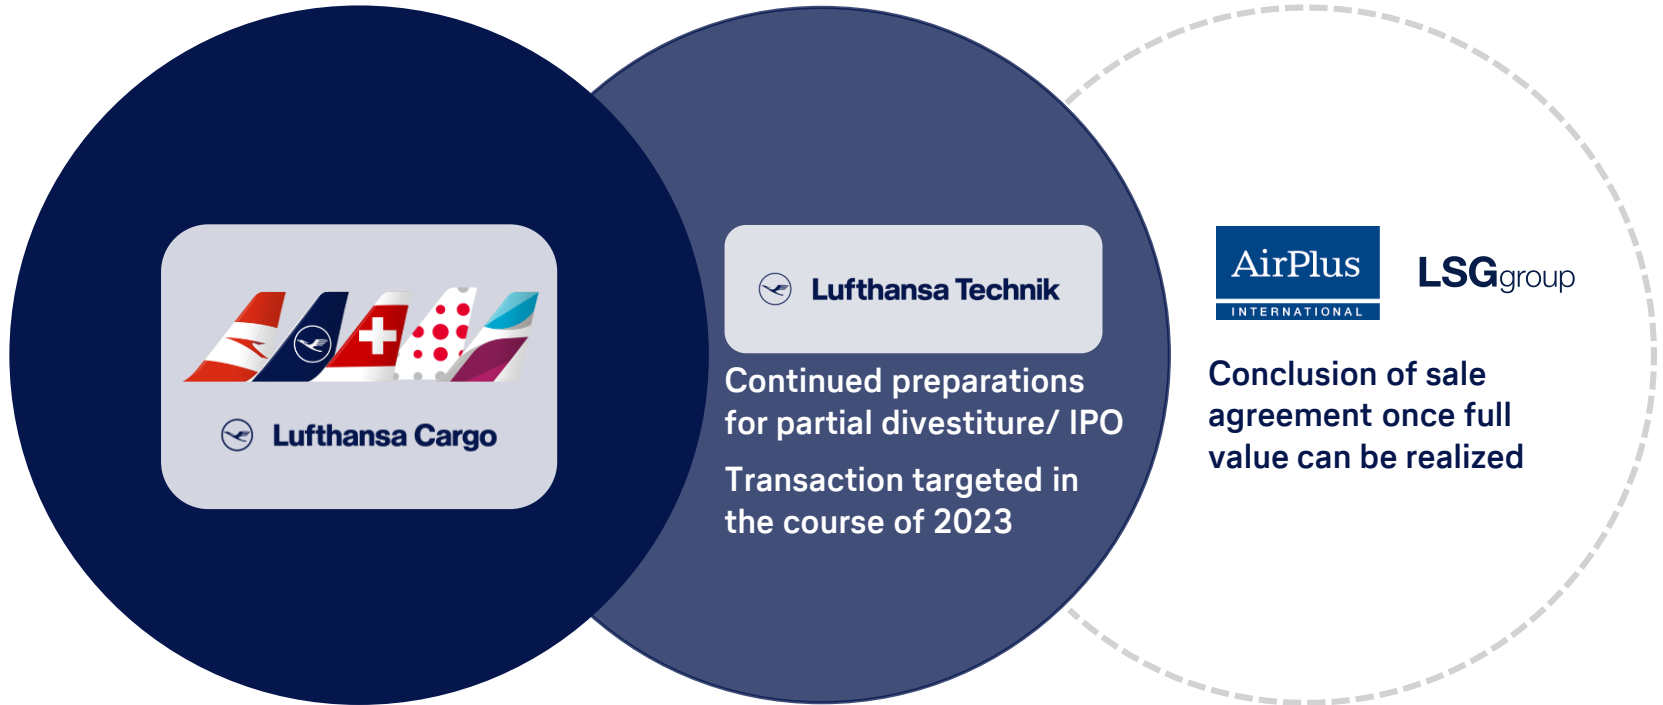 Lufthansa Cargo
Lufthansa Technik
Continued preparations
for partial divestiture/ IPO
Transaction targeted in
the course of 2023
AirPlus
INTERNATIONAL
LSGgroup
Conclusion of sale
agreement once full
value can be realized